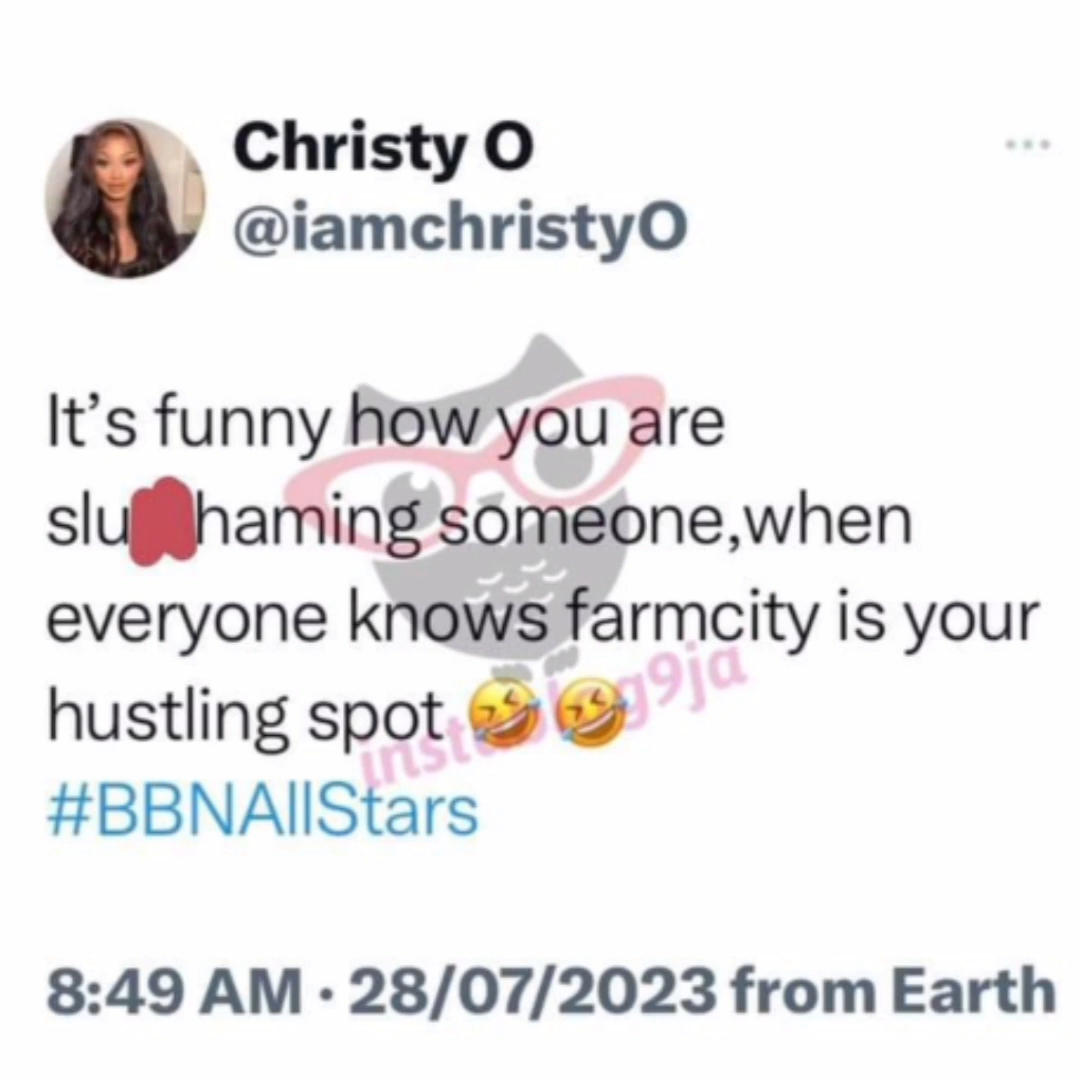 Christy O
@iamchristyO
It’s funny how you are
slu haming someone,when
everyone knows farmcity is your
hustling spot 🤣🤣
#BBNAllStars
instablog9ja
8:49 AM · 28/07/2023 from Earth